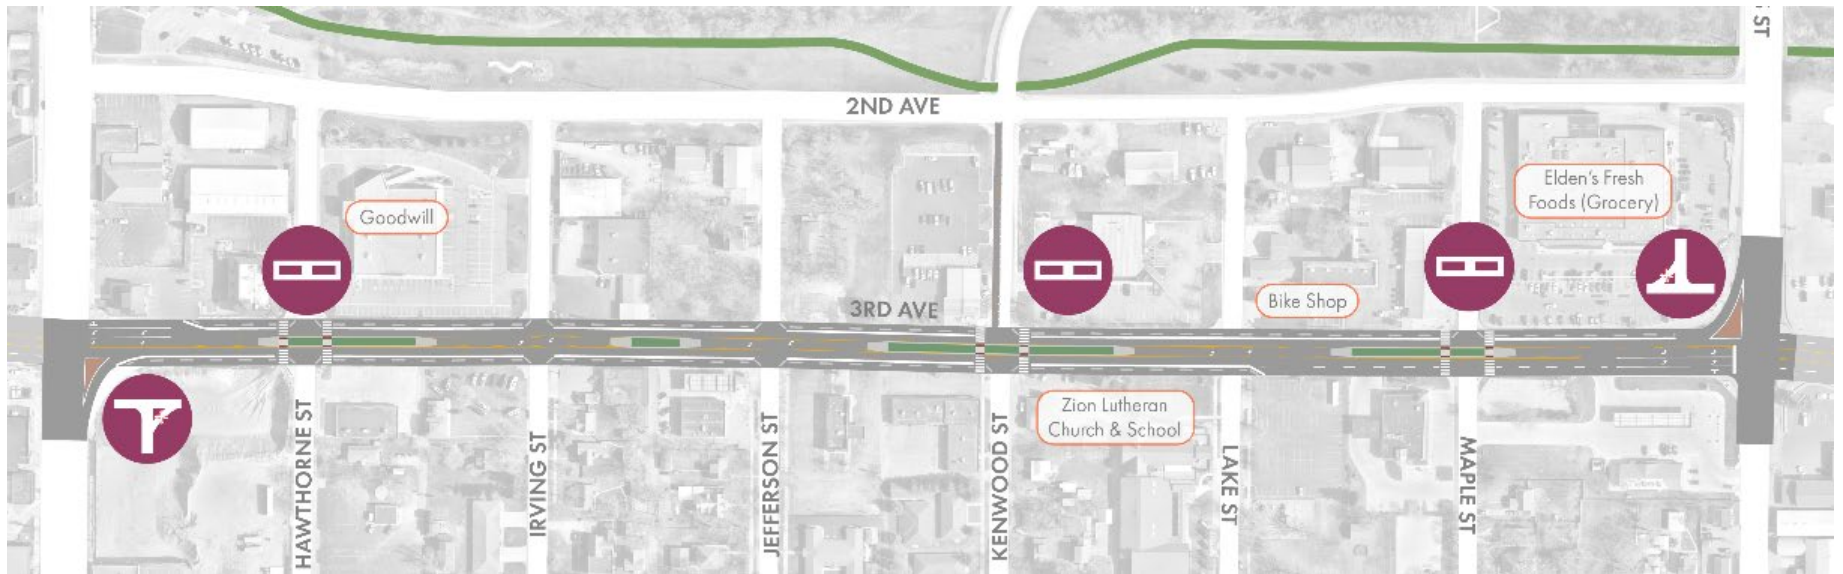 ST
2ND AVE
Elden's Fresh
Foods (Grocery)
Goodwill
Bike Shop
3RD AVE
Zion Lutheran
Church & School
HAWTHORNE ST
IRVING ST
JEFFERSON ST
KENWOOD ST
LAKE ST
MAPLE ST